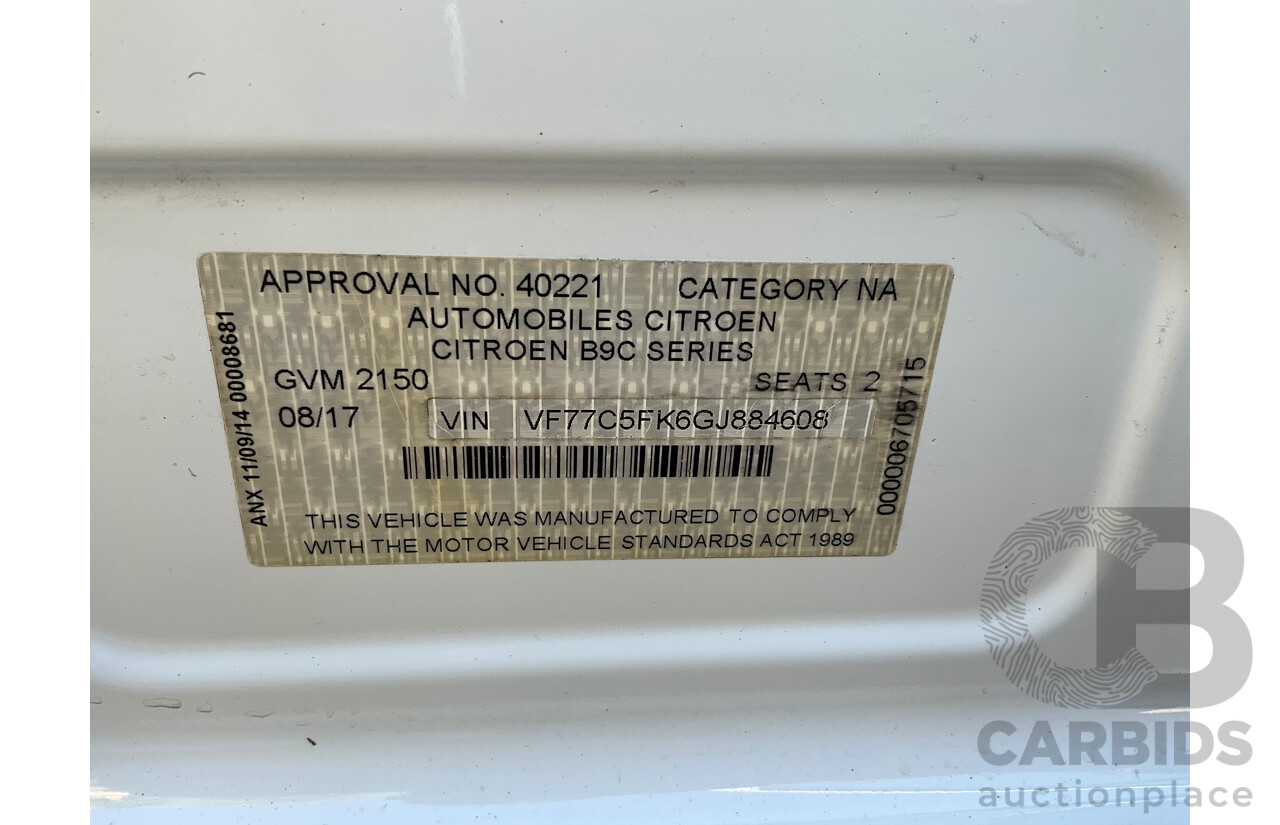 APPROVAL NO. 40221 CATEGORY NA
AUTOMOBILES CITROEN
CITROEN B9C SERIES
GVM 2150 SEATS 2
08/17 VIN VF77C5FK6GJ884608
THIS VEHICLE WAS MANUFACTURED TO COMPLY
WITH THE MOTOR VEHICLE STANDARDS ACT 1989
ANX 11/09/14 00008681
0000006705715
CB
CARBIDS
auctionplace